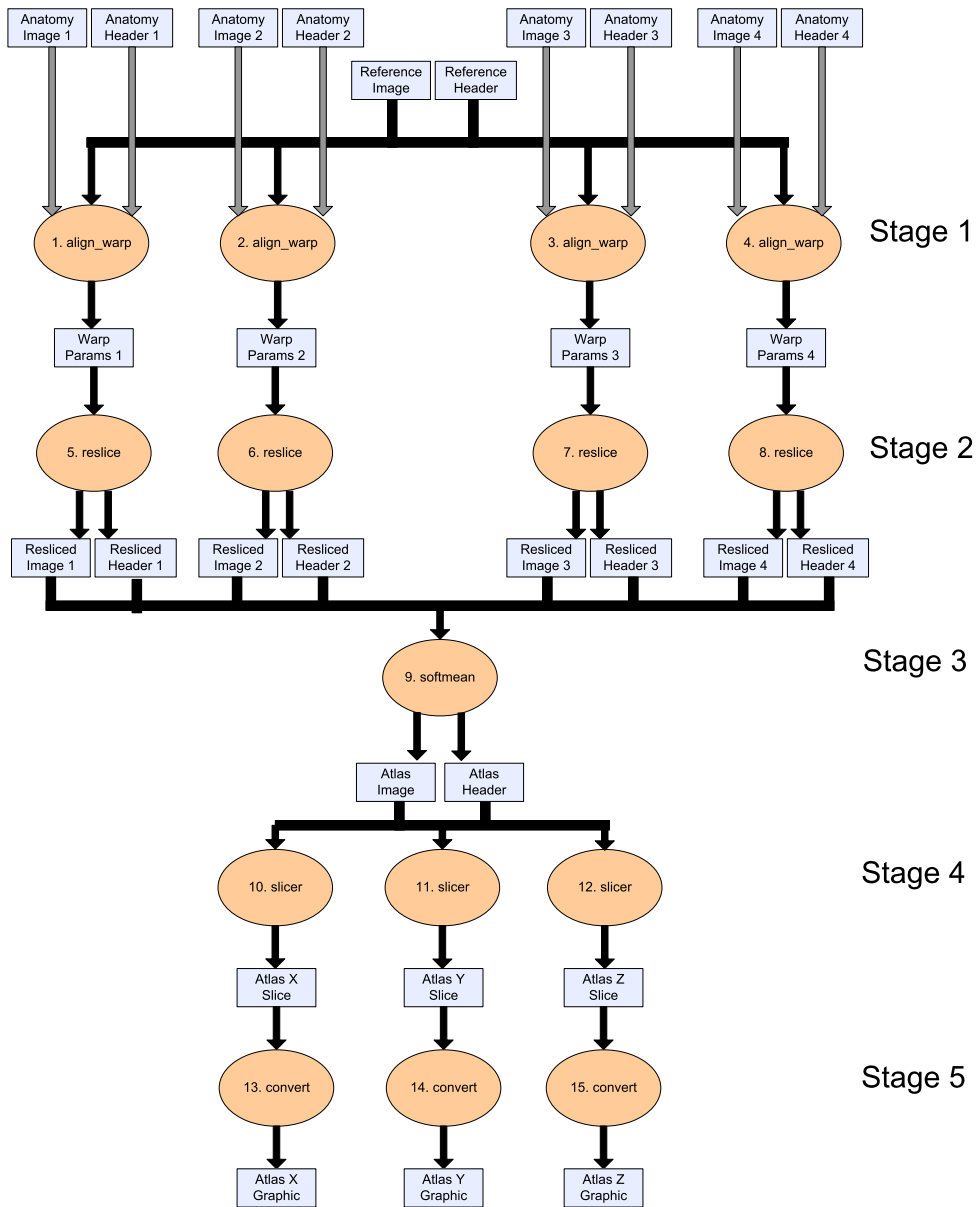 Anatomy
Image 1
Anatomy
Header 1
Anatomy
Image 2
Anatomy
Header 2
Anatomy
Image 3
Anatomy
Header 3
Anatomy
Image 4
Anatomy
Header 4
Reference
Image
Reference
Header
1. align_warp
2. align_warp
3. align_warp
4. align_warp
Stage 1
Warp
Params 1
Warp
Params 2
Warp
Params 3
Warp
Params 4
5. reslice
6. reslice
7. reslice
8. reslice
Stage 2
Resliced
Image 1
Resliced
Header 1
Resliced
Image 2
Resliced
Header 2
Resliced
Image 3
Resliced
Header 3
Resliced
Image 4
Resliced
Header 4
9. softmean
Stage 3
Atlas
Image
Atlas
Header
10. slicer
11. slicer
12. slicer
Stage 4
Atlas X
Slice
Atlas Y
Slice
Atlas Z
Slice
13. convert
14. convert
15. convert
Stage 5
Atlas X
Graphic
Atlas Y
Graphic
Atlas Z
Graphic